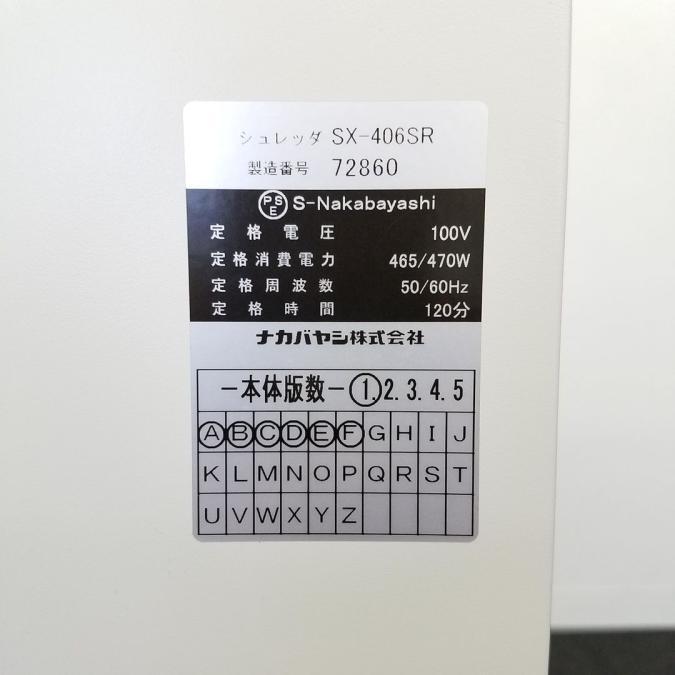 シュレッダ SX-406SR
製造番号 72860
PSE S-Nakabayashi
定格電圧 100V
定格消費電力 465/470W
定格周波数 50/60Hz
定格時間 120分
ナカバヤシ株式会社
－本体版数－①.2.3.4.5
Ⓐ Ⓑ Ⓒ Ⓓ Ⓔ Ⓕ G H I J
K L M N O P Q R S T
U V W X Y Z